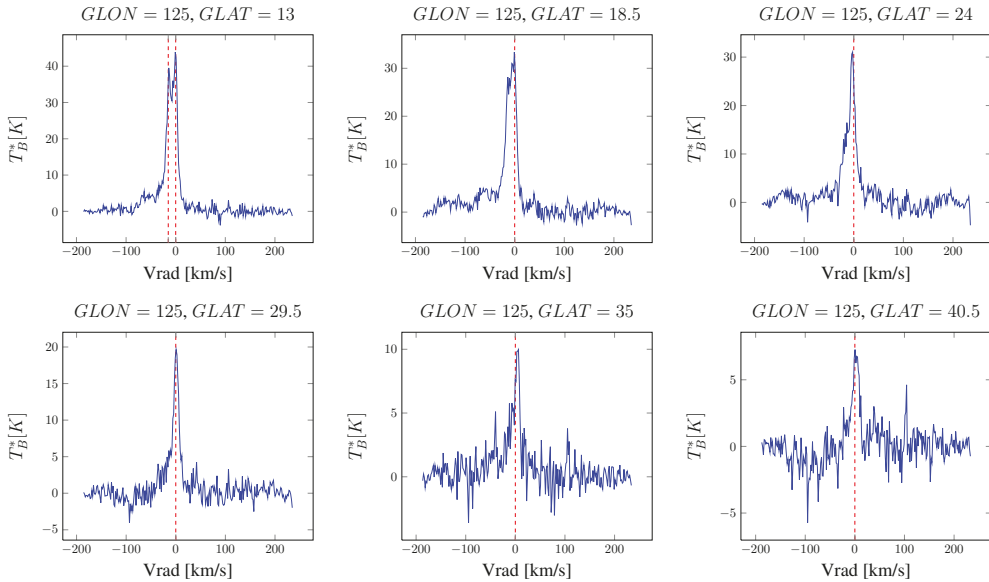 GLON = 125, GLAT = 13
T*B [K]
40
30
20
10
0
−200 −100 0 100 200
Vrad [km/s]
GLON = 125, GLAT = 18.5
T*B [K]
30
20
10
0
−200 −100 0 100 200
Vrad [km/s]
GLON = 125, GLAT = 24
T*B [K]
30
20
10
0
−200 −100 0 100 200
Vrad [km/s]
GLON = 125, GLAT = 29.5
T*B [K]
20
15
10
5
0
−5
−200 −100 0 100 200
Vrad [km/s]
GLON = 125, GLAT = 35
T*B [K]
10
5
0
−200 −100 0 100 200
Vrad [km/s]
GLON = 125, GLAT = 40.5
T*B [K]
5
0
−5
−200 −100 0 100 200
Vrad [km/s]